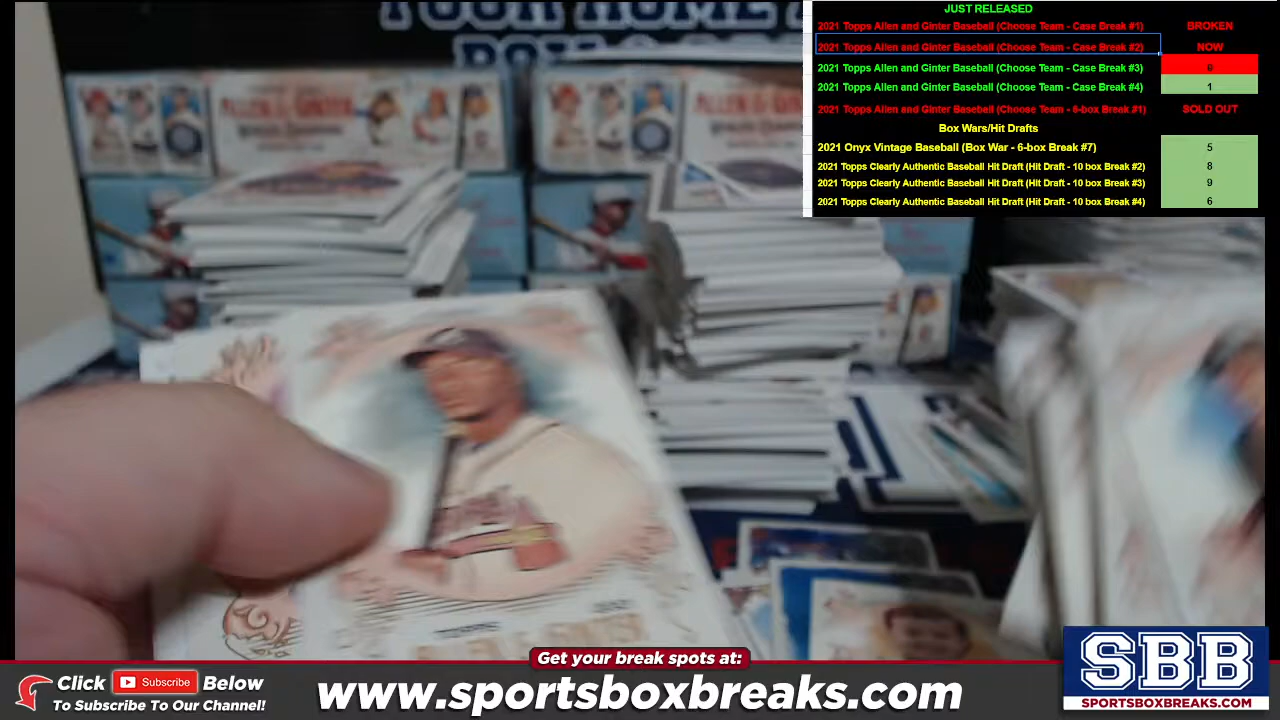 YOUR HOME
JUST RELEASED
2021 Topps Allen and Ginter Baseball (Choose Team - Case Break #1) BROKEN
2021 Topps Allen and Ginter Baseball (Choose Team - Case Break #2) NOW
2021 Topps Allen and Ginter Baseball (Choose Team - Case Break #3) 0
2021 Topps Allen and Ginter Baseball (Choose Team - Case Break #4) 1
2021 Topps Allen and Ginter Baseball (Choose Team - 6-box Break #1) SOLD OUT
Box Wars/Hit Drafts
2021 Onyx Vintage Baseball (Box War - 6-box Break #7) 5
2021 Topps Clearly Authentic Baseball Hit Draft (Hit Draft - 10 box Break #2) 8
2021 Topps Clearly Authentic Baseball Hit Draft (Hit Draft - 10 box Break #3) 9
2021 Topps Clearly Authentic Baseball Hit Draft (Hit Draft - 10 box Break #4) 6
ALLEN & GINTER
ALLEN & GINTER
Get your break spots at:
Click Subscribe Below
To Subscribe To Our Channel!
www.sportsboxbreaks.com
SBB
SPORTSBOXBREAKS.COM